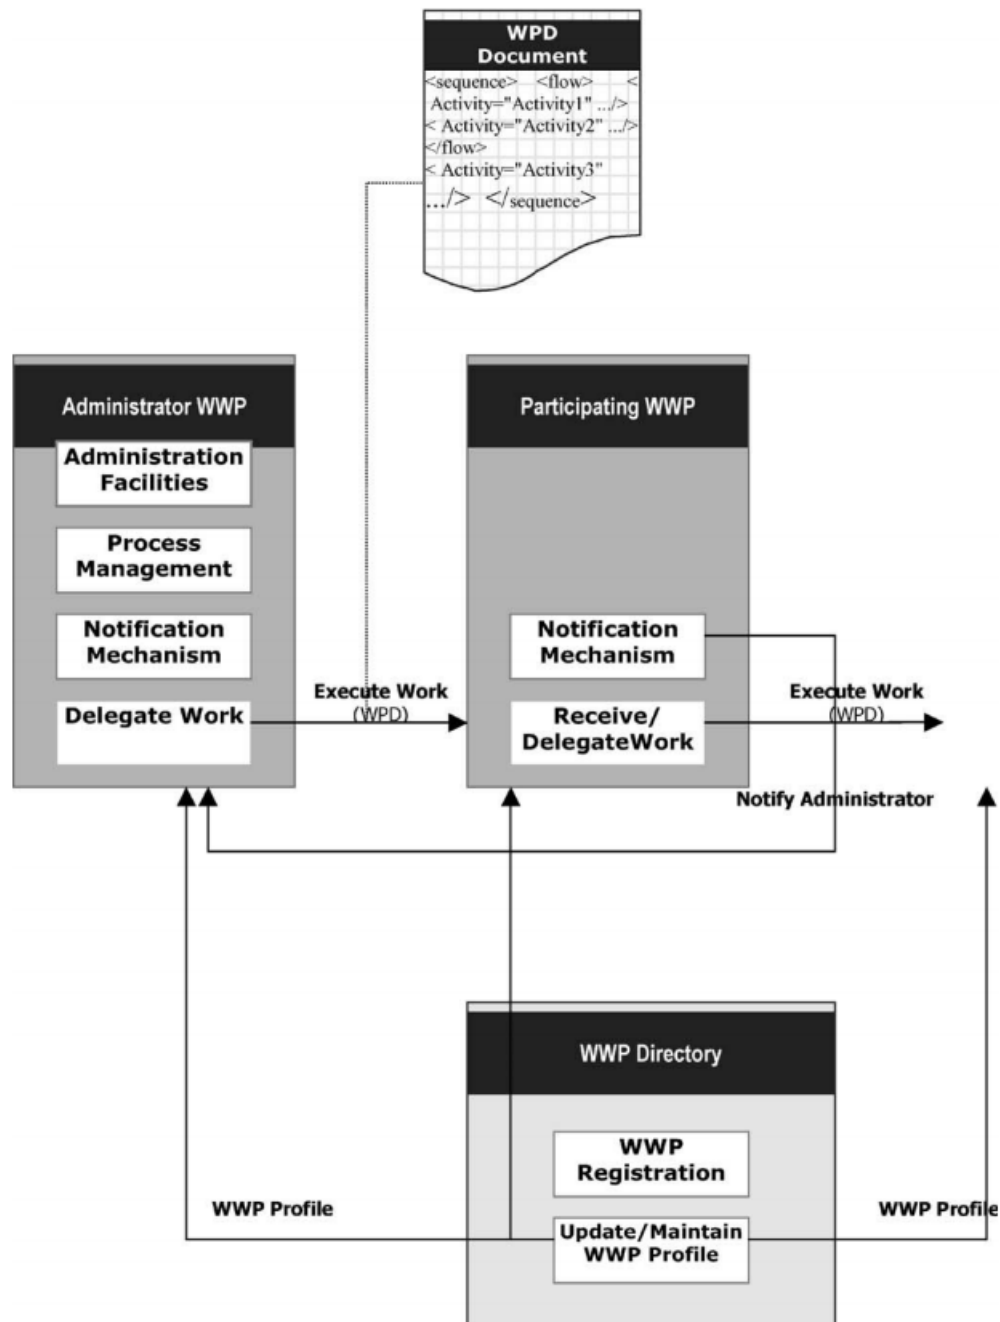 WPD
Document
<sequence> <flow> <
Activity="Activity1" .../>
< Activity="Activity2" .../>
</flow>
< Activity="Activity3"
.../> </sequence>
Administrator WWP
Administration
Facilities
Process
Management
Notification
Mechanism
Delegate Work
Execute Work
(WPD)
Participating WWP
Notification
Mechanism
Receive/
DelegateWork
Execute Work
(WPD)
Notify Administrator
WWP Directory
WWP
Registration
Update/Maintain
WWP Profile
WWP Profile
WWP Profile